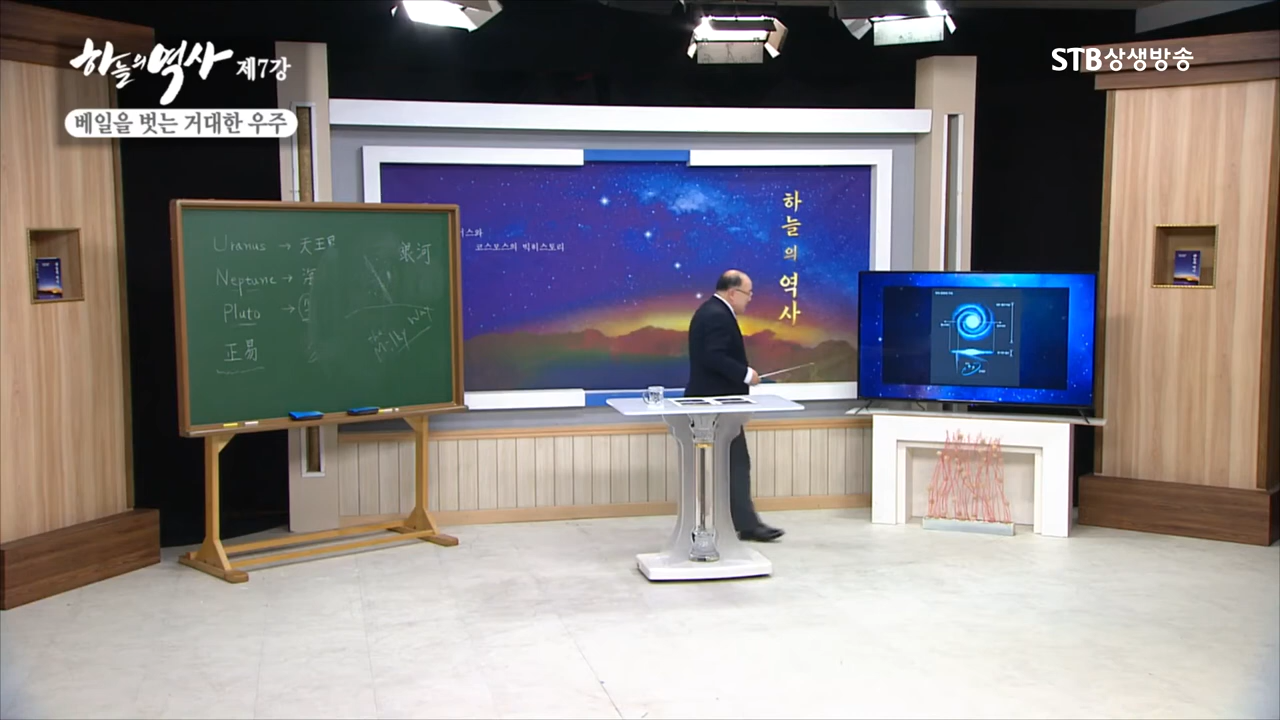 하늘의 역사 제7강
STB상생방송
베일을 벗는 거대한 우주
Uranus → 天王
Neptune → 海
Pluto →
正易
銀河
Milky Way
코스모스의 빅히스토리
하늘의 역사